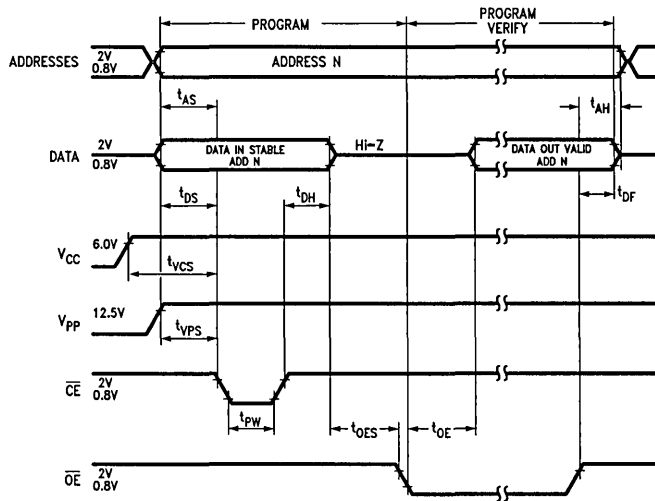 PROGRAM
PROGRAM
VERIFY
ADDRESSES
2V
0.8V
ADDRESS N
tAS
tAH
DATA
2V
0.8V
DATA IN STABLE
ADD N
Hi-Z
DATA OUT VALID
ADD N
tDS
tDH
tDF
VCC
6.0V
tVCS
VPP
12.5V
tVPS
CE
2V
0.8V
tPW
tOES
tOE
OE
2V
0.8V